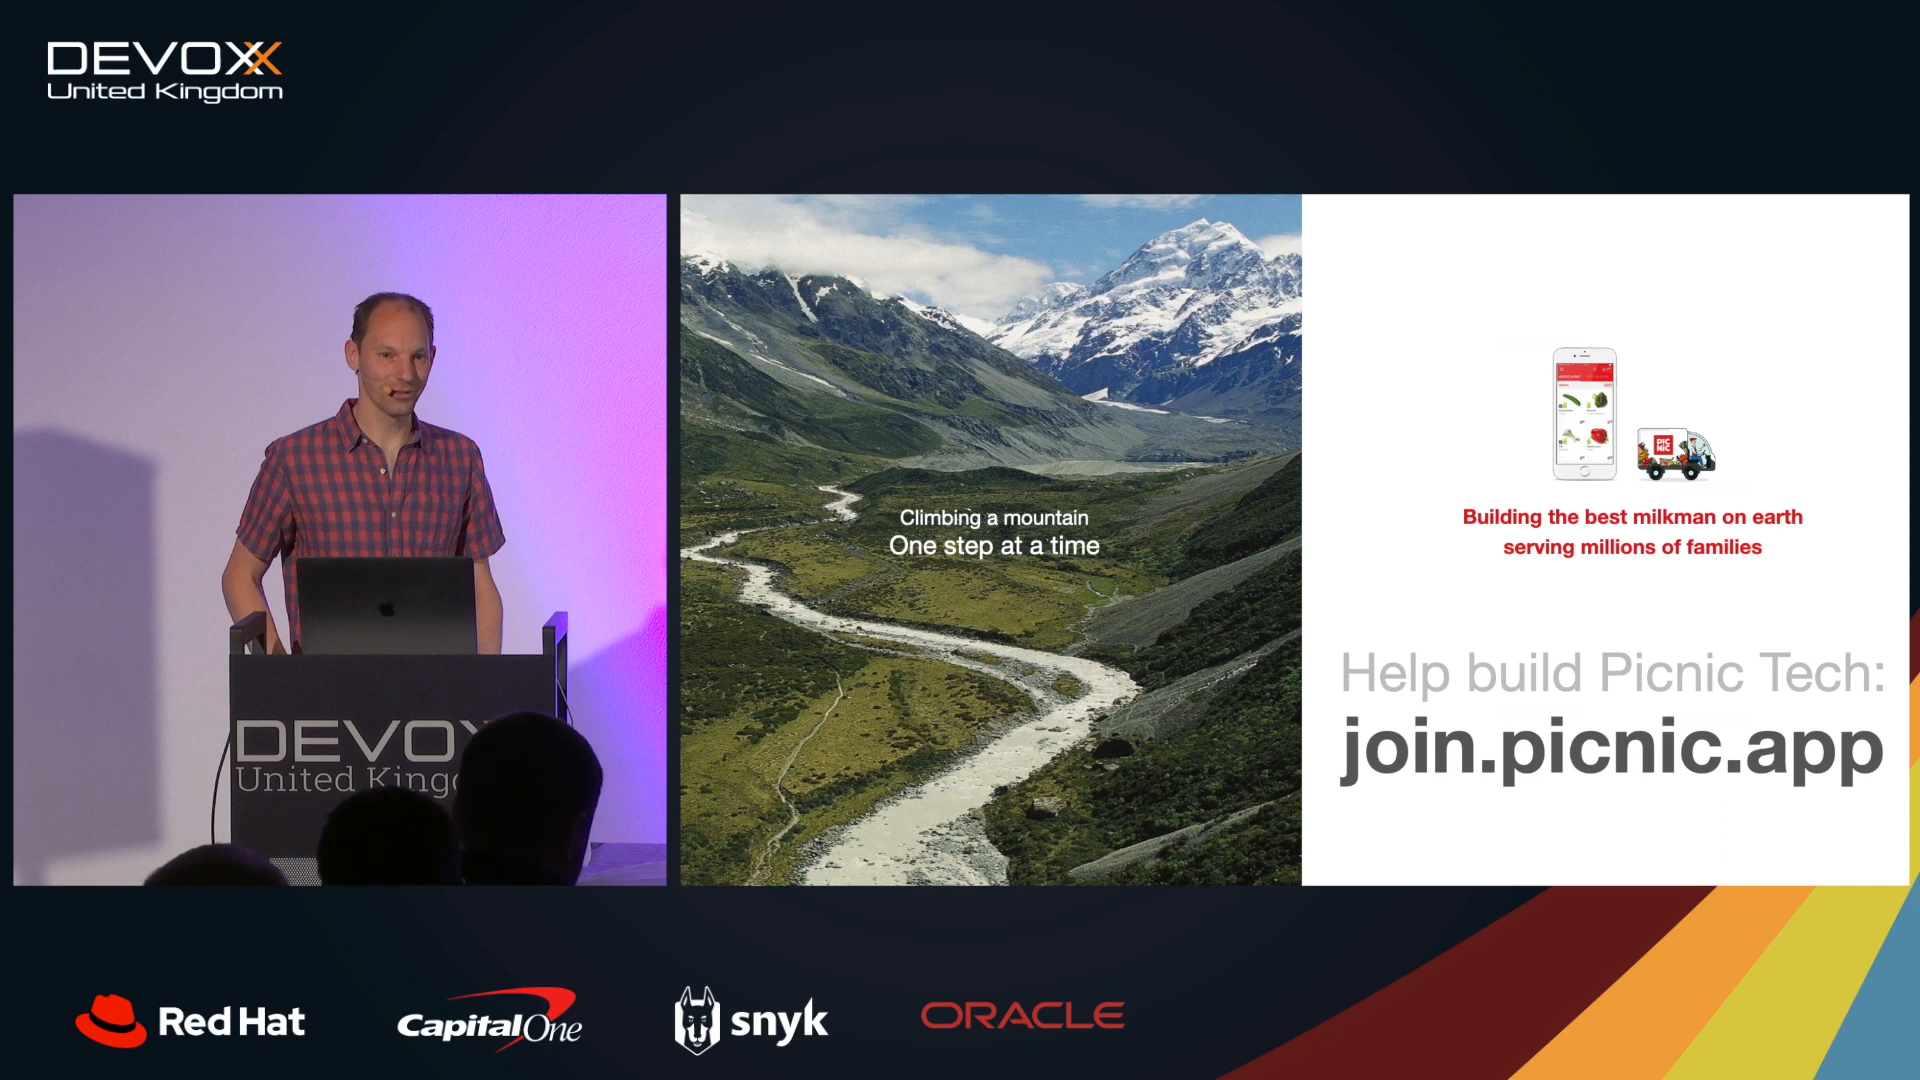 DEVOXX
United Kingdom
DEVOX
United King
Climbing a mountain
One step at a time
PIC
NIC
Building the best milkman on earth
serving millions of families
Help build Picnic Tech:
join.picnic.app
Red Hat
Capital One
snyk
ORACLE